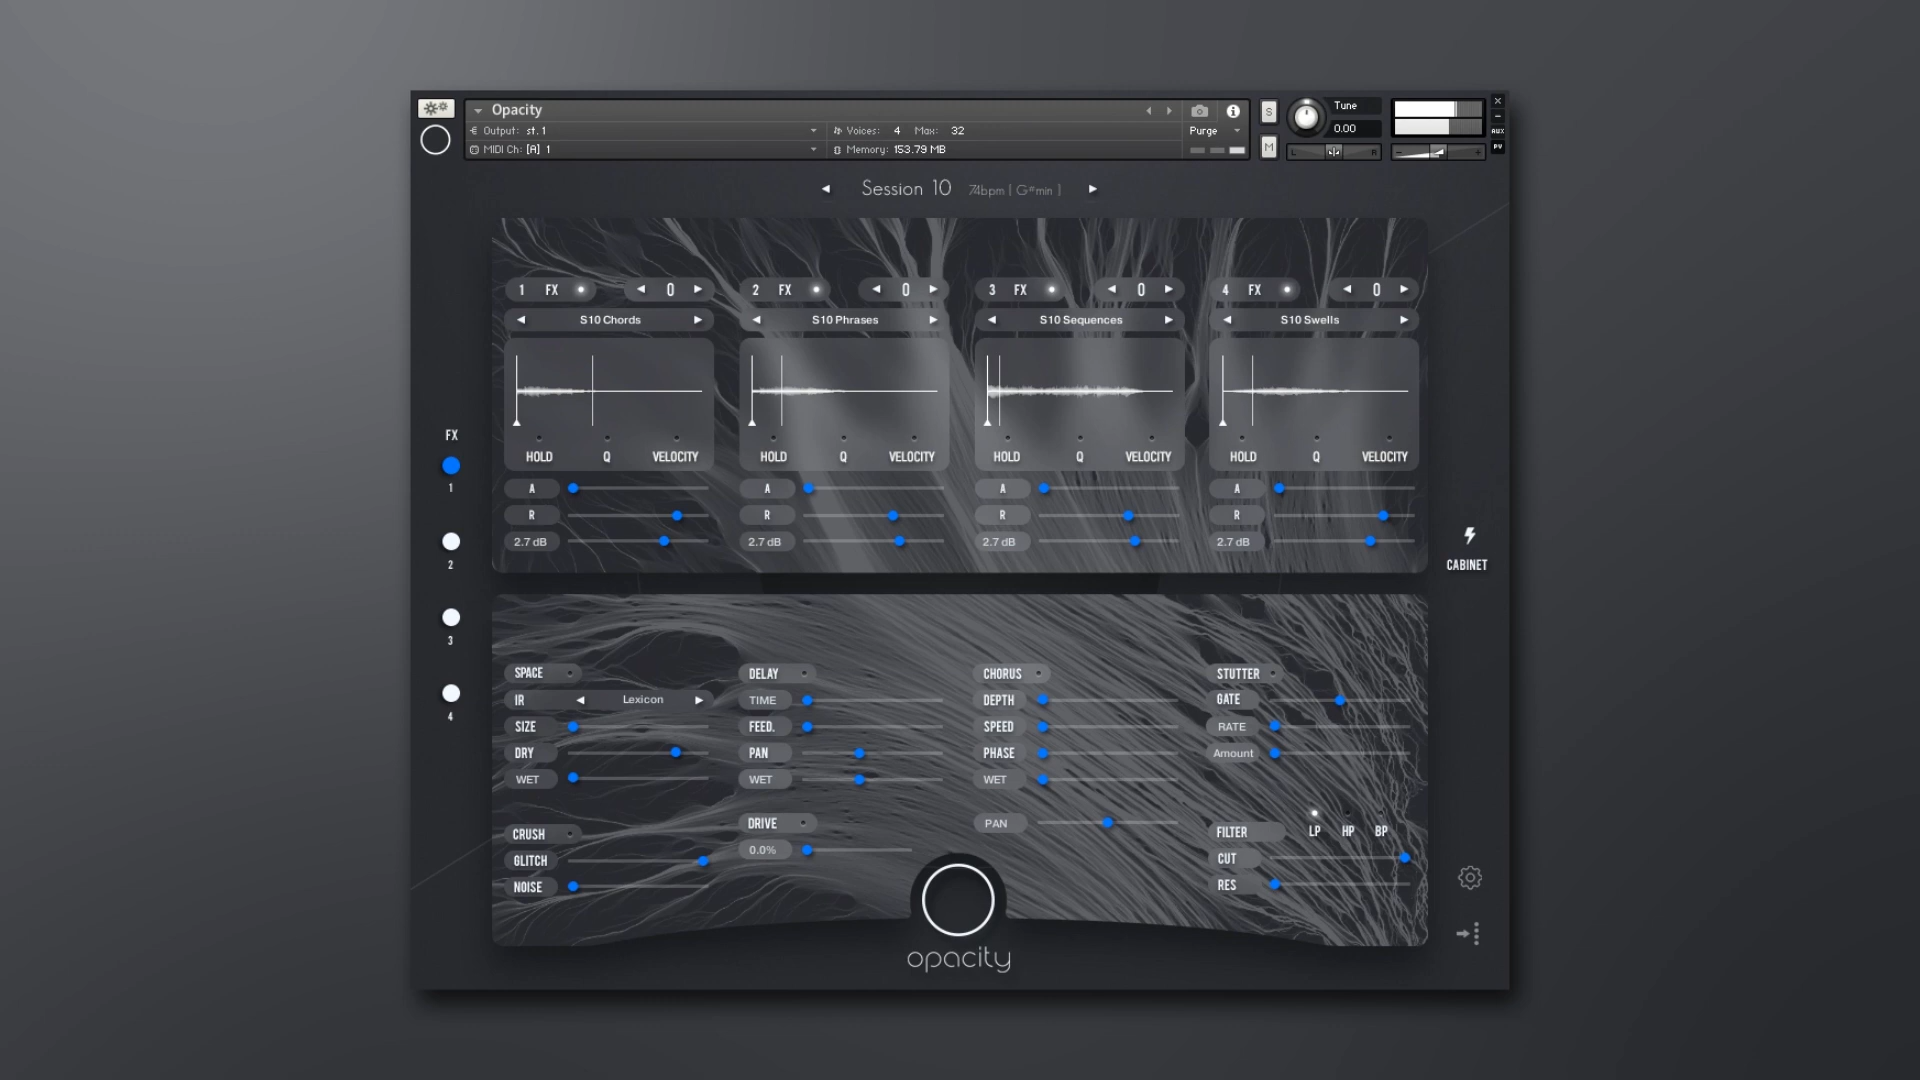 Opacity
Output: st.1
Voices: 4 Max: 32
Purge
MIDI Ch: [A] 1
Memory: 153.79 MB
S
M
Tune
0.00
L R
- +
AUX
PV
Session 10 74bpm | G#min |
1 FX 0
2 FX 0
3 FX 0
4 FX 0
S10 Chords
S10 Phrases
S10 Sequences
S10 Swells
HOLD Q VELOCITY
HOLD Q VELOCITY
HOLD Q VELOCITY
HOLD Q VELOCITY
A A A A
R R R R
2.7 dB 2.7 dB 2.7 dB 2.7 dB
FX
1
2
3
4
CABINET
SPACE
IR Lexicon
SIZE
DRY
WET
CRUSH
GLITCH
NOISE
DELAY
TIME
FEED.
PAN
WET
DRIVE
0.0%
CHORUS
DEPTH
SPEED
PHASE
WET
PAN
STUTTER
GATE
RATE
Amount
FILTER LP HP BP
CUT
RES
opacity